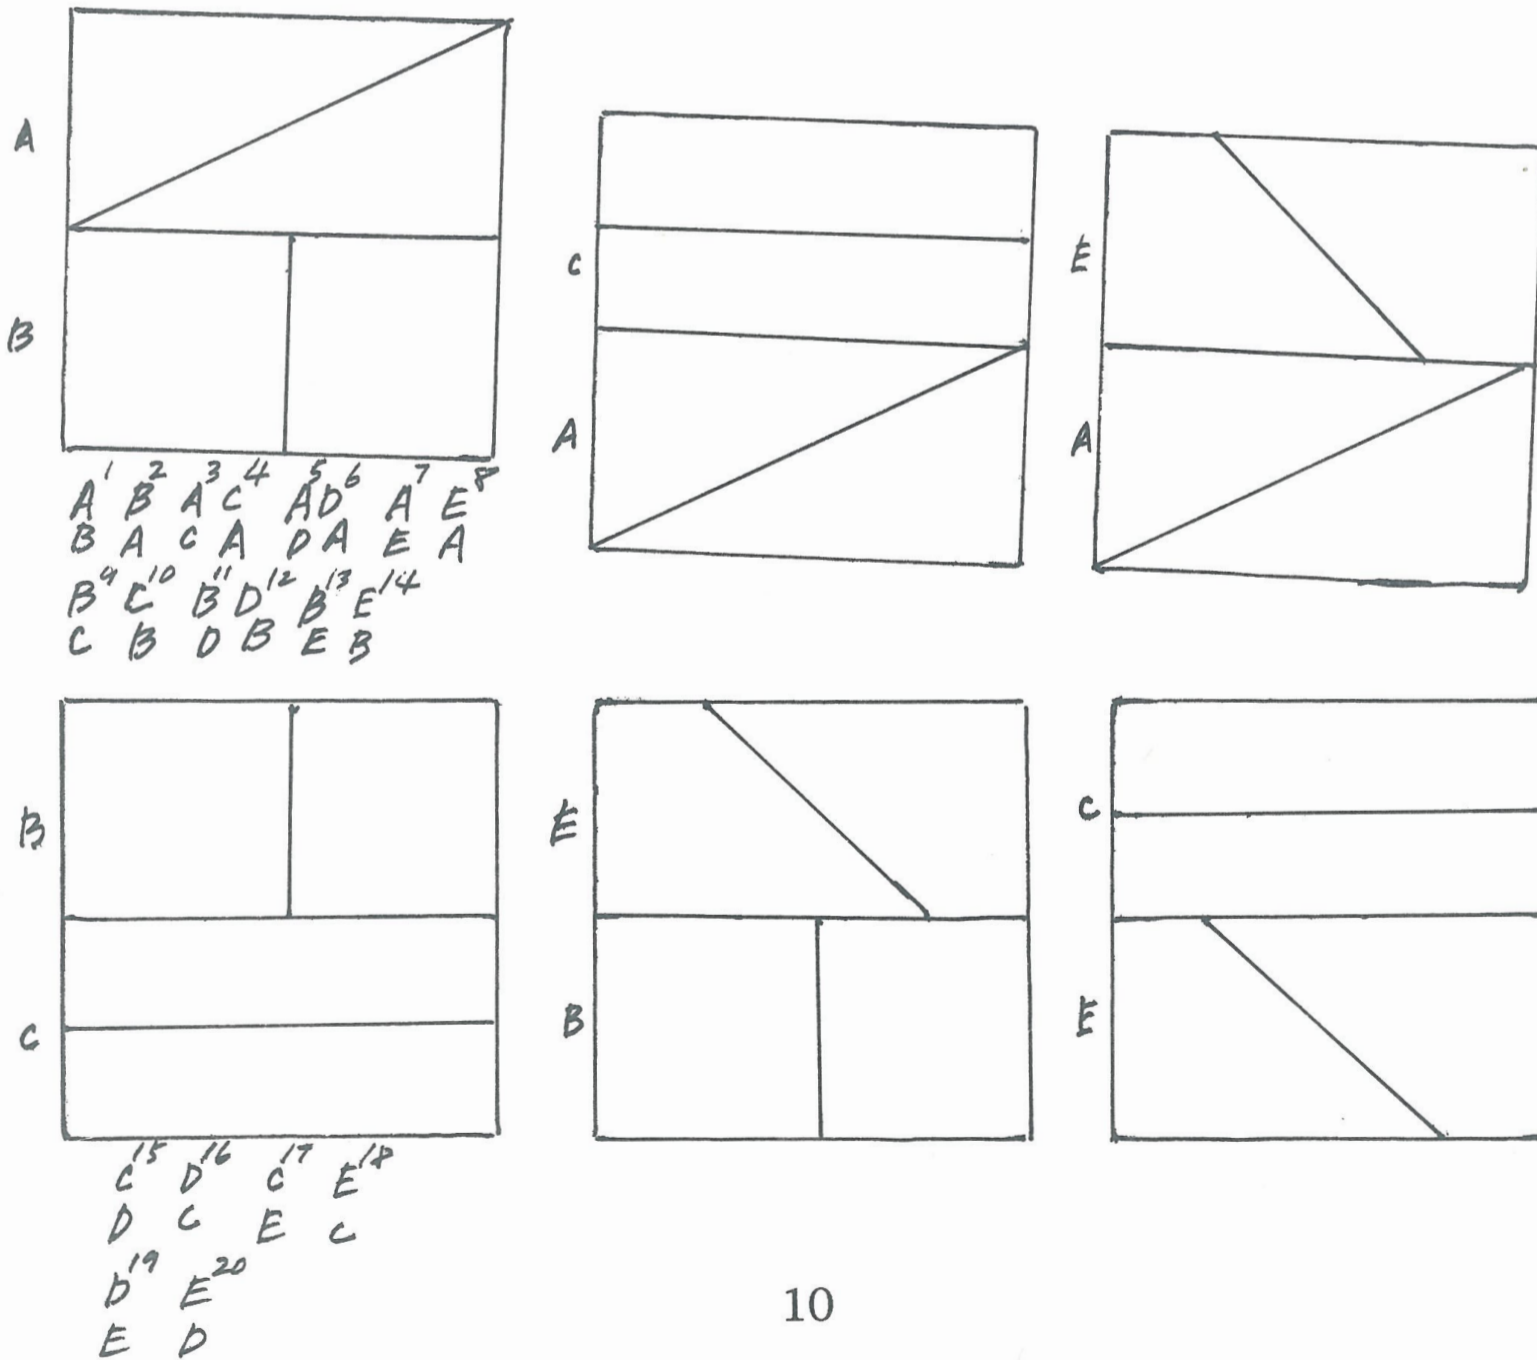 A
B
C
A
E
A
A¹ B² A³ C⁴ A⁵ D⁶ A⁷ E⁸
B A C A D A E A
B⁹ C¹⁰ B¹¹ D¹² B¹³ E¹⁴
C B D B E B
B
C
E
B
C
E
C¹⁵ D¹⁶ C¹⁷ E¹⁸
D C E C
D¹⁹ E²⁰
E D
10